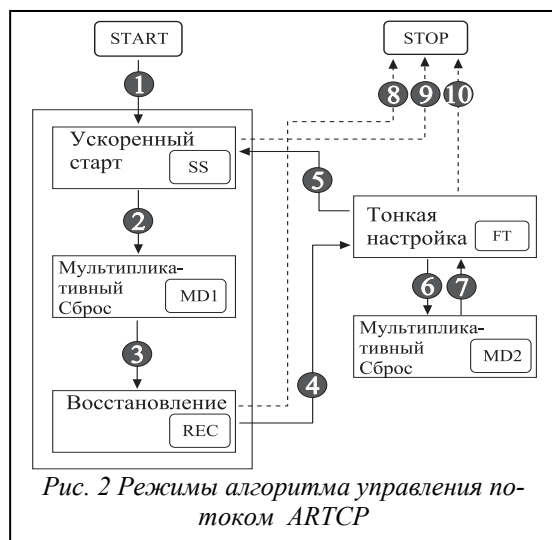 START
STOP
1
8
9
10
Ускоренный
старт
SS
5
2
Тонкая
настройка
FT
Мультиплика-
тивный
Сброс
MD1
6
7
Мультиплика-
тивный
Сброс
MD2
3
4
Восстановление
REC
Рис. 2 Режимы алгоритма управления по-
током ARTCP